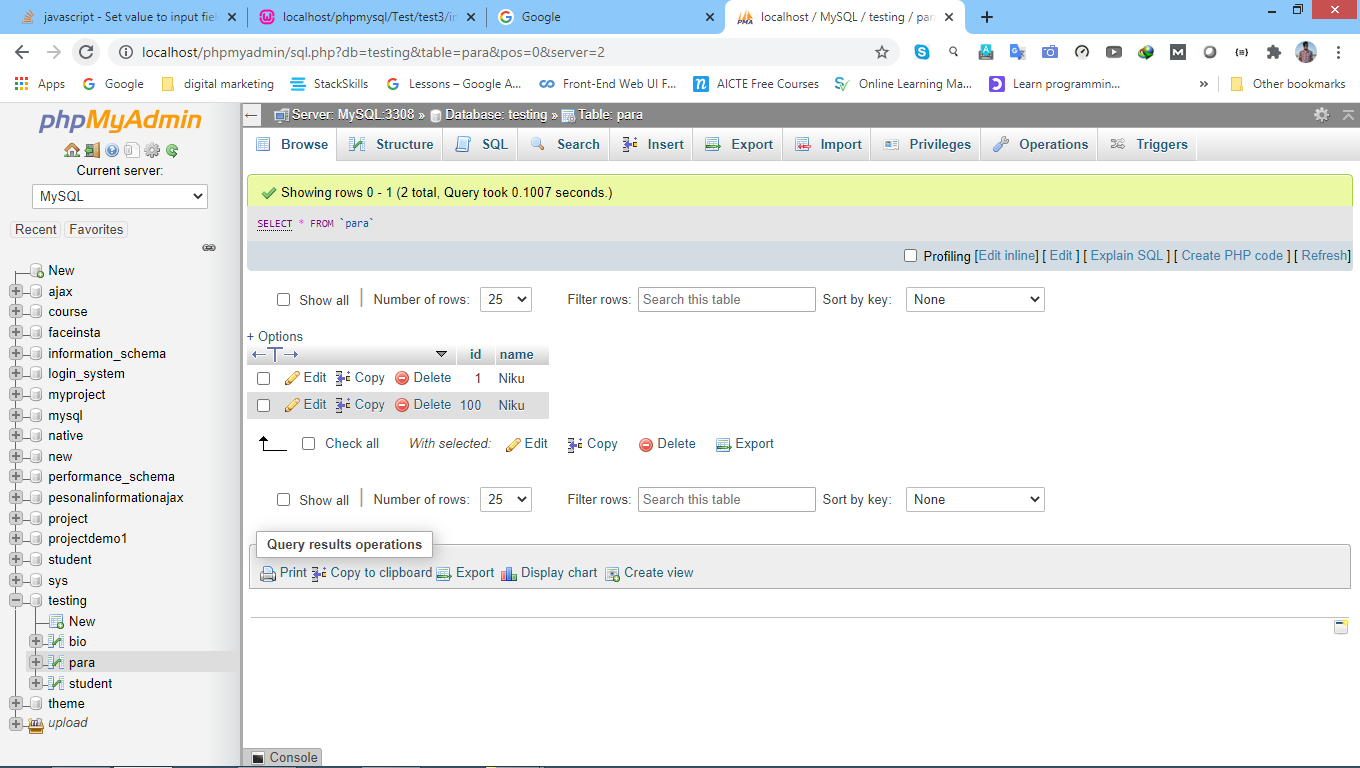 javascript - Set value to input fiel
localhost/phpmysql/Test/test3/in
Google
localhost / MySQL / testing / para
localhost/phpmyadmin/sql.php?db=testing&table=para&pos=0&server=2
Apps
Google
digital marketing
StackSkills
Lessons – Google A...
Front-End Web UI F...
AICTE Free Courses
Online Learning Ma...
Learn programmin...
»
Other bookmarks
phpMyAdmin
Current server:
MySQL
Recent
Favorites
New
ajax
course
faceinsta
information_schema
login_system
myproject
mysql
native
new
performance_schema
pesonalinformationajax
project
projectdemo1
student
sys
testing
New
bio
para
student
theme
upload
Server: MySQL:3308 » Database: testing » Table: para
Browse
Structure
SQL
Search
Insert
Export
Import
Privileges
Operations
Triggers
Showing rows 0 - 1 (2 total, Query took 0.1007 seconds.)
SELECT * FROM `para`
Profiling [Edit inline] [ Edit ] [ Explain SQL ] [ Create PHP code ] [ Refresh]
Show all | Number of rows: 25 Filter rows: Search this table Sort by key: None
+ Options
←T→ id name
Edit Copy Delete 1 Niku
Edit Copy Delete 100 Niku
Check all With selected: Edit Copy Delete Export
Show all | Number of rows: 25 Filter rows: Search this table Sort by key: None
Query results operations
Print Copy to clipboard Export Display chart Create view
Console